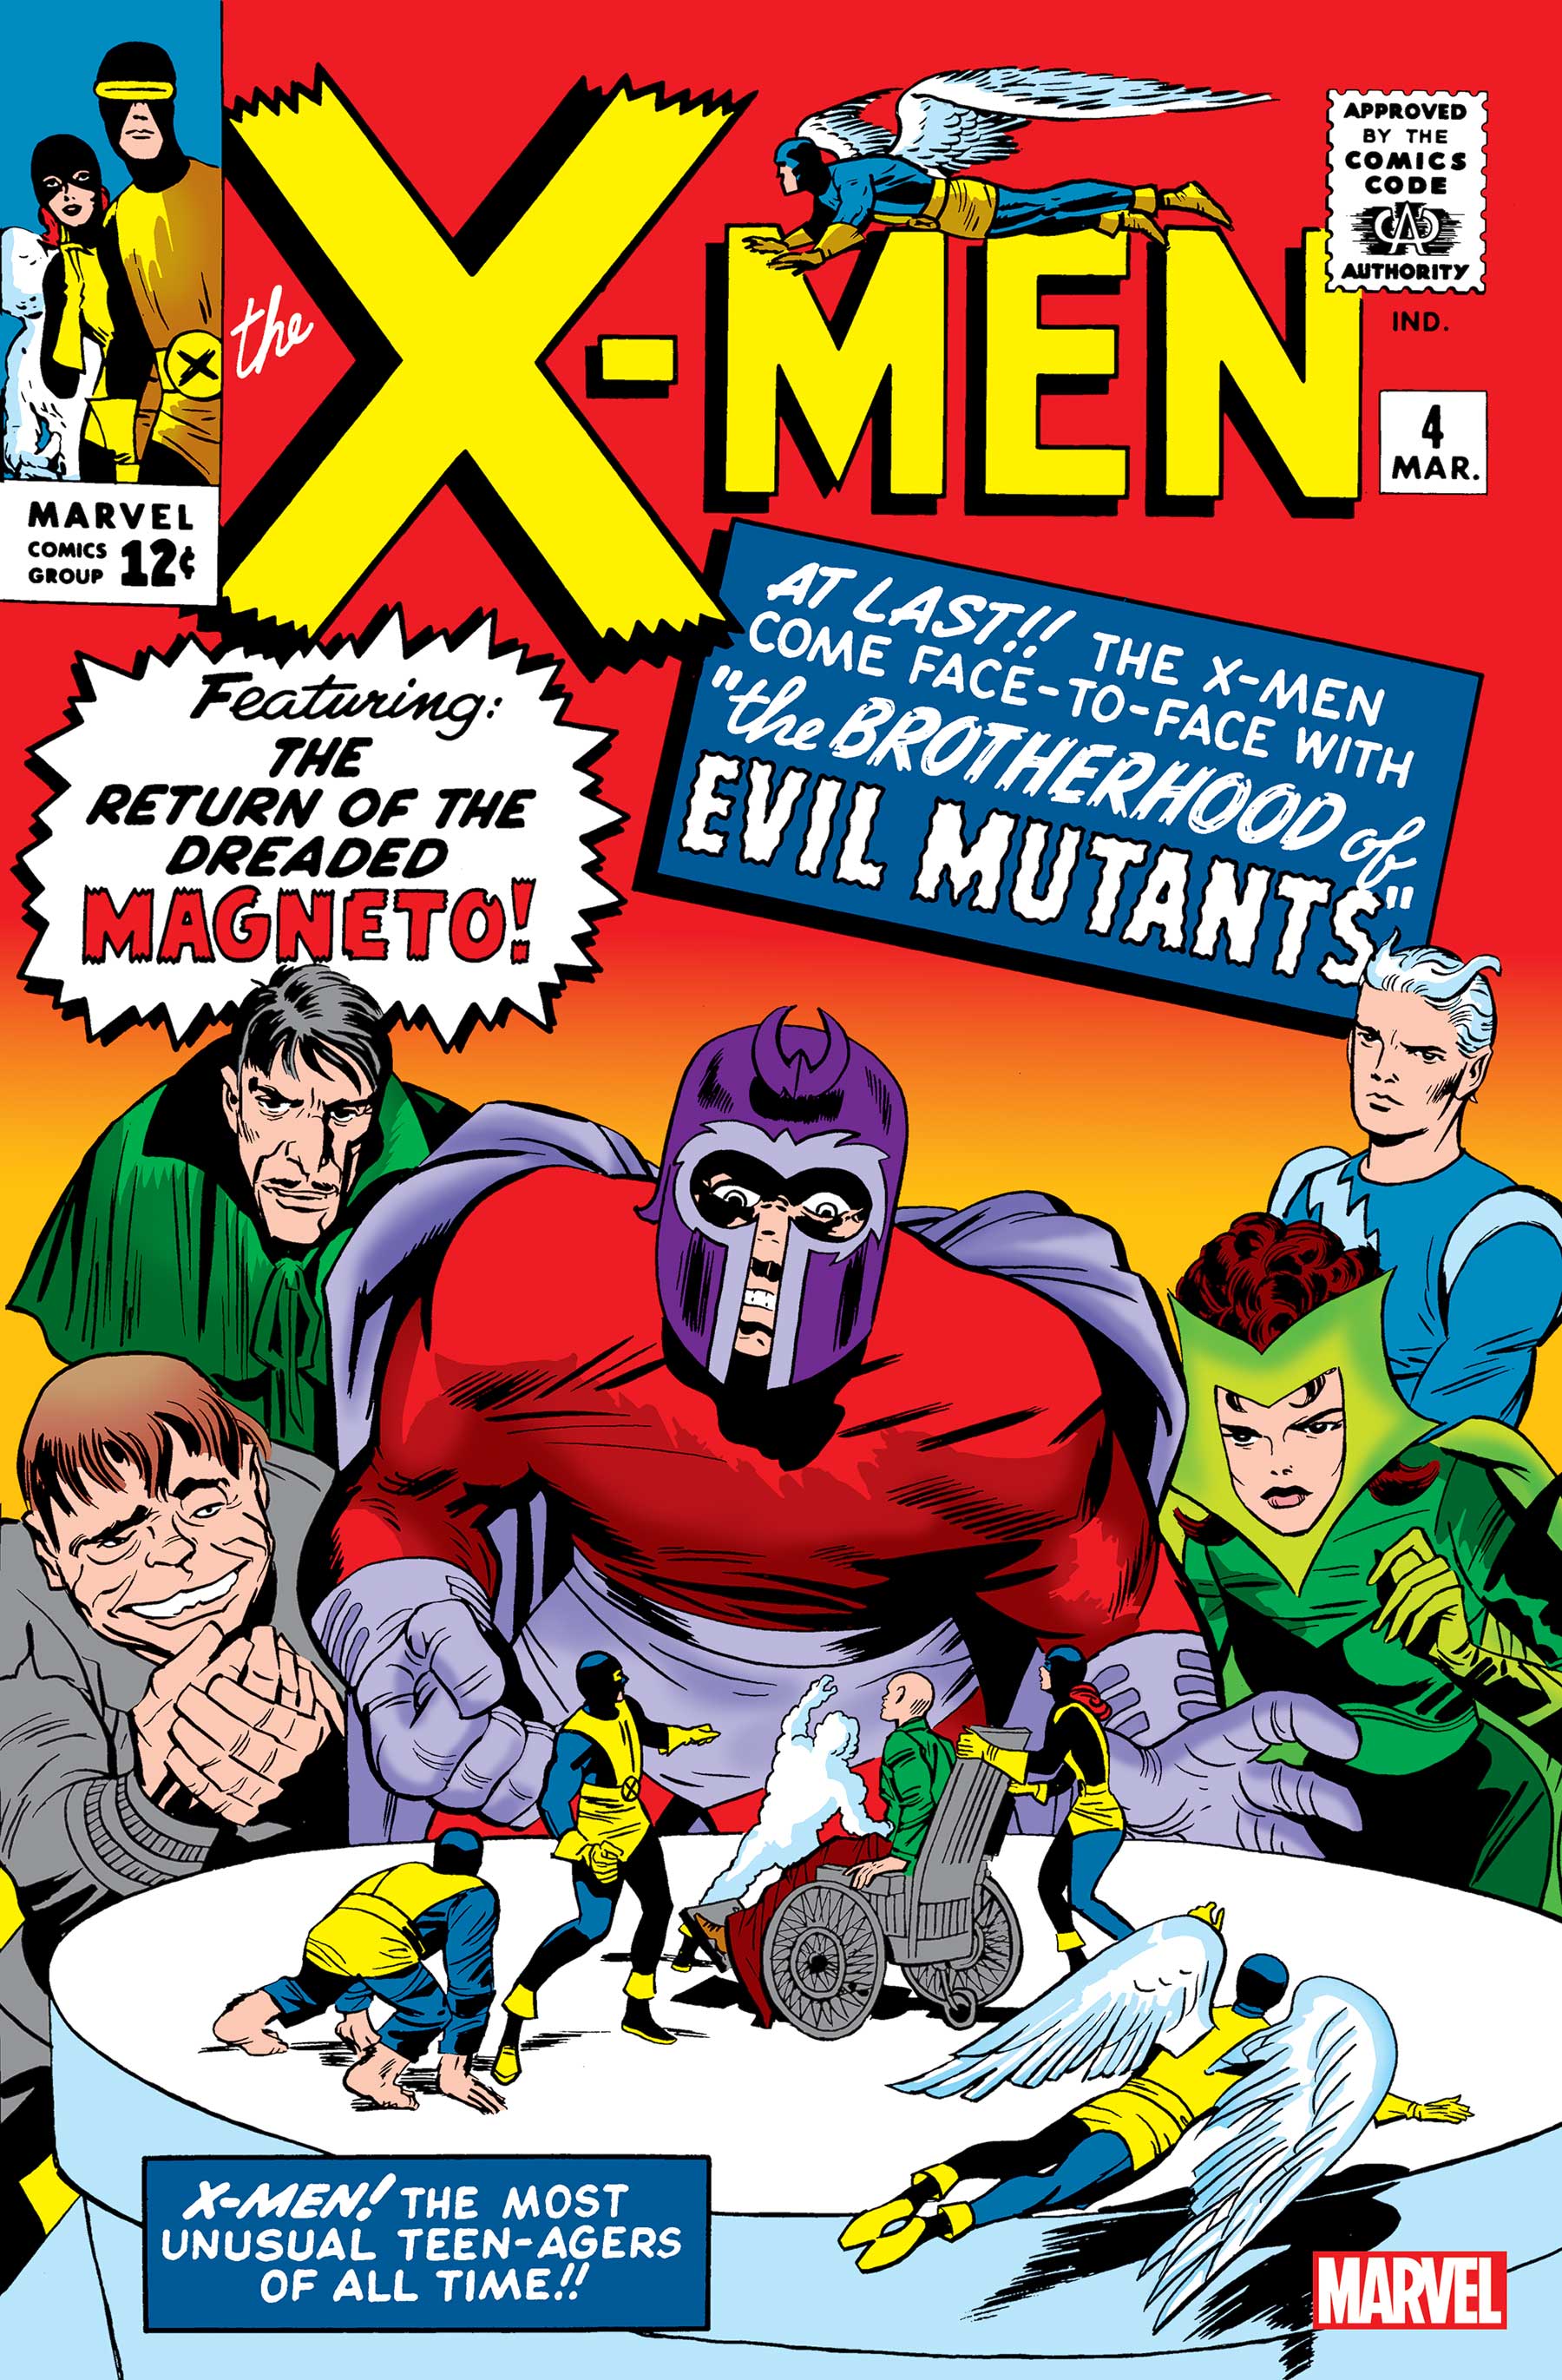 the X-MEN
APPROVED
BY THE
COMICS
CODE
CA
AUTHORITY
IND.
4
MAR.
MARVEL
COMICS
GROUP 12¢
AT LAST!! THE X-MEN
COME FACE-TO-FACE WITH
"the BROTHERHOOD of
EVIL MUTANTS"
Featuring:
THE
RETURN OF THE
DREADED
MAGNETO!
X
X
X-MEN! THE MOST
UNUSUAL TEEN-AGERS
OF ALL TIME!!
MARVEL